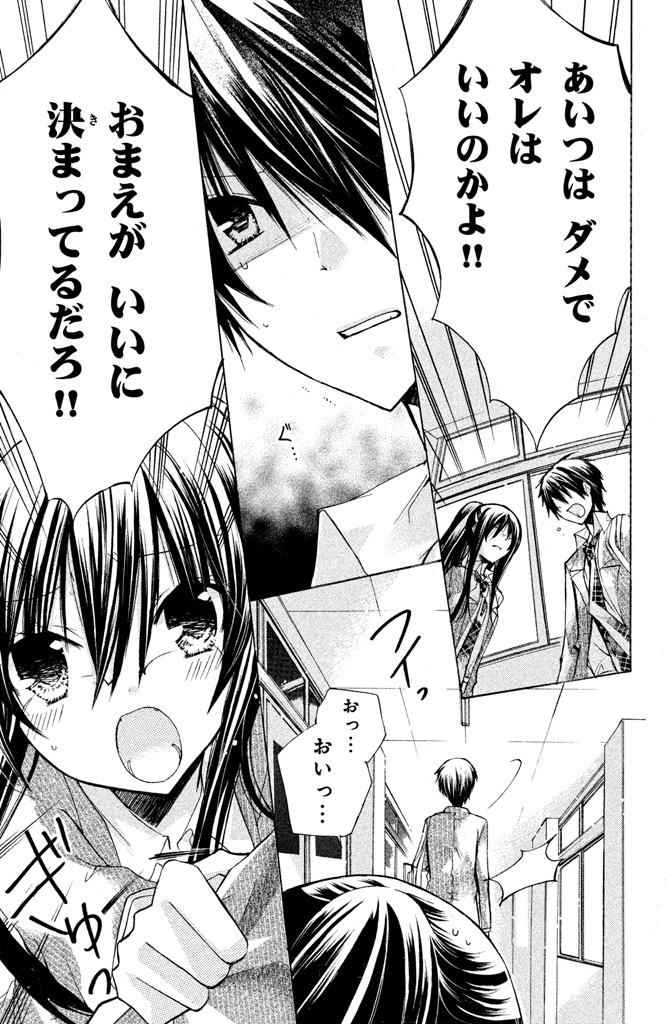 あいつは ダメで
オレは
いいのかよ!!
ぐ…
おまえが いいに
決まってるだろ!!
き
ぎゅっ
フイッ
おっ…
おいっ…